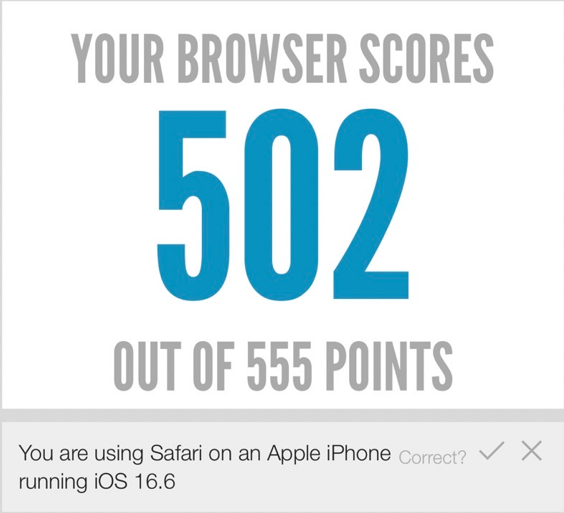 YOUR BROWSER SCORES
502
OUT OF 555 POINTS
You are using Safari on an Apple iPhone Correct?
running iOS 16.6